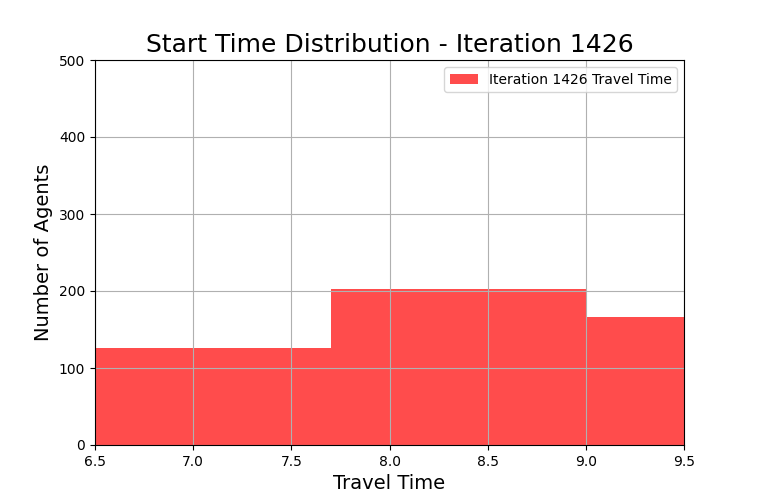 Start Time Distribution - Iteration 1426
Iteration 1426 Travel Time
Number of Agents
500
400
300
200
100
0
6.5 7.0 7.5 8.0 8.5 9.0 9.5
Travel Time